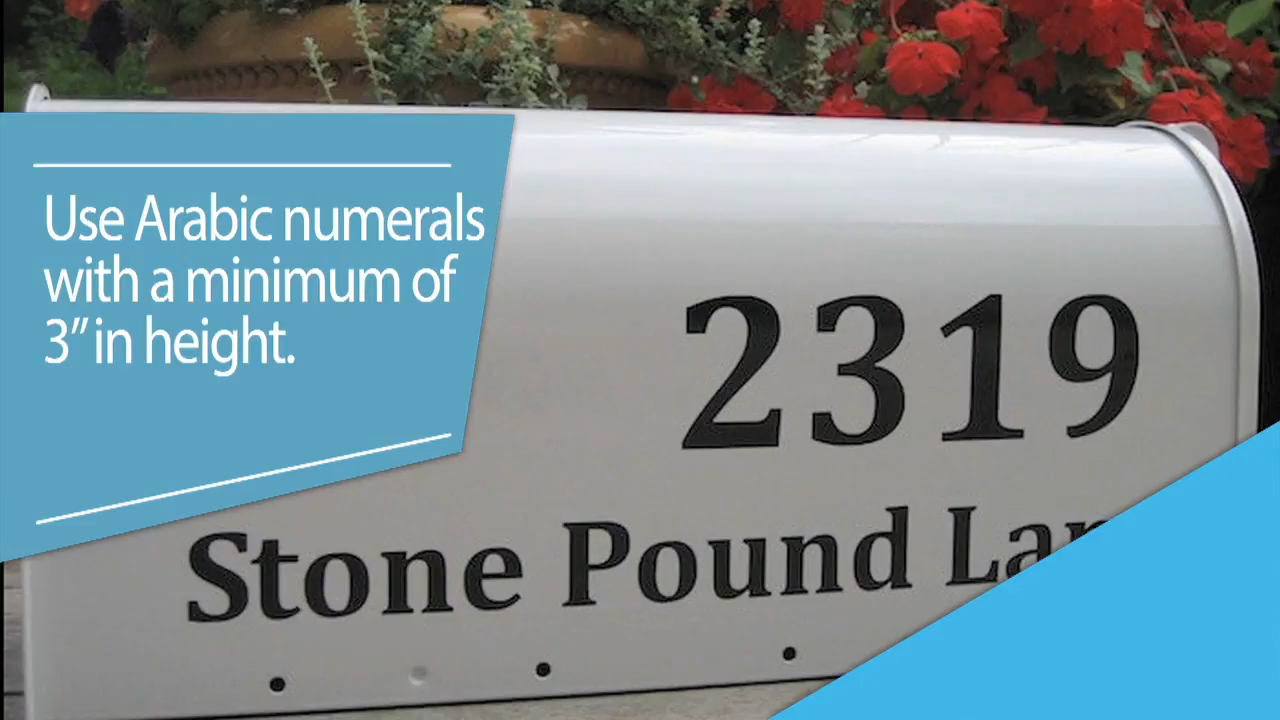 Use Arabic numerals
with a minimum of
3” in height.
2319
Stone Pound